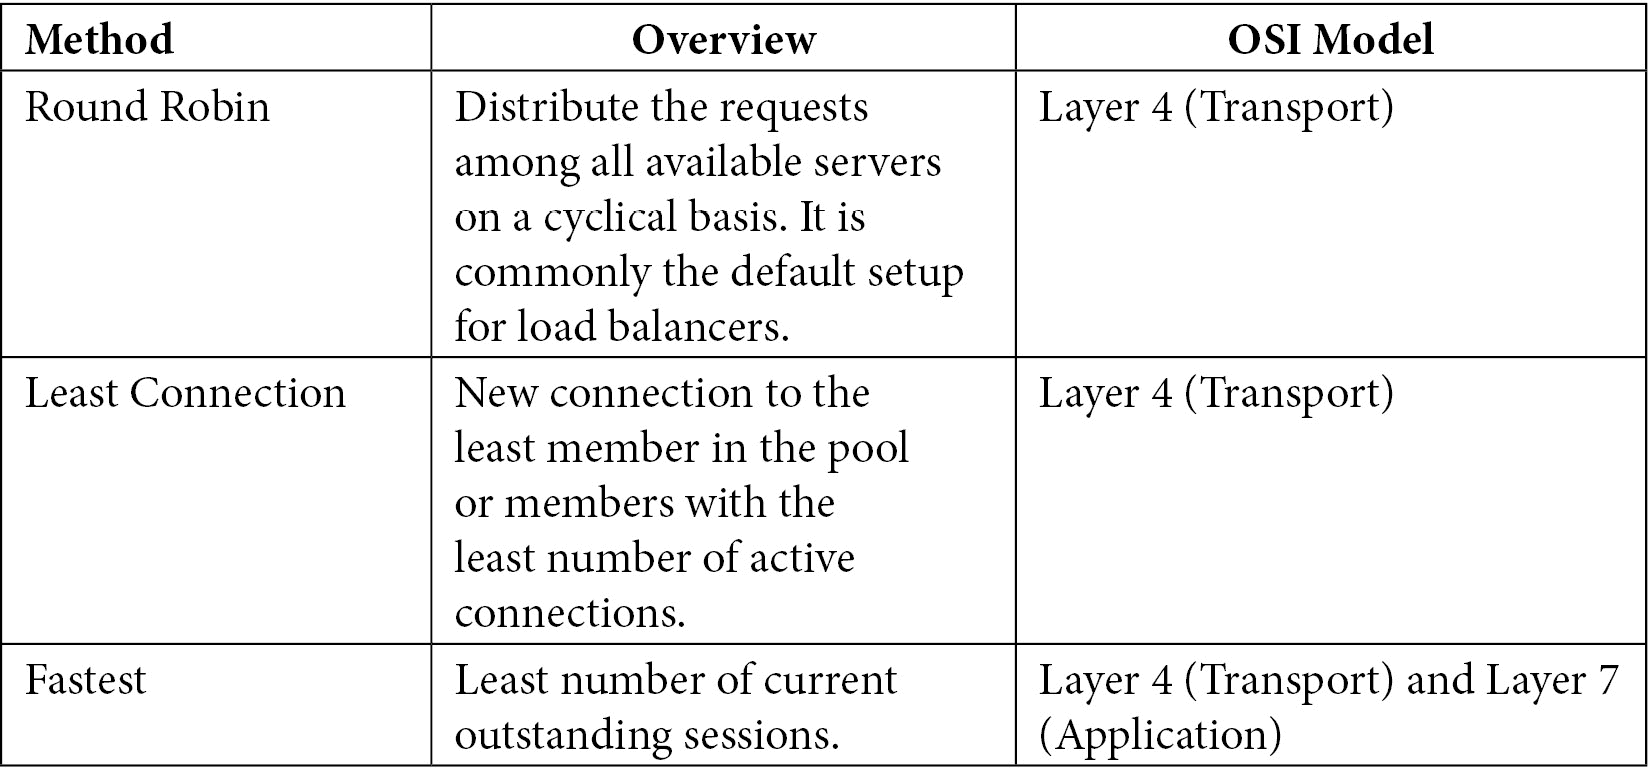 Method Overview OSI Model
Round Robin
Distribute the requests
among all available servers
on a cyclical basis. It is
commonly the default setup
for load balancers.
Layer 4 (Transport)
Least Connection
New connection to the
least member in the pool
or members with the
least number of active
connections.
Layer 4 (Transport)
Fastest
Least number of current
outstanding sessions.
Layer 4 (Transport) and Layer 7
(Application)